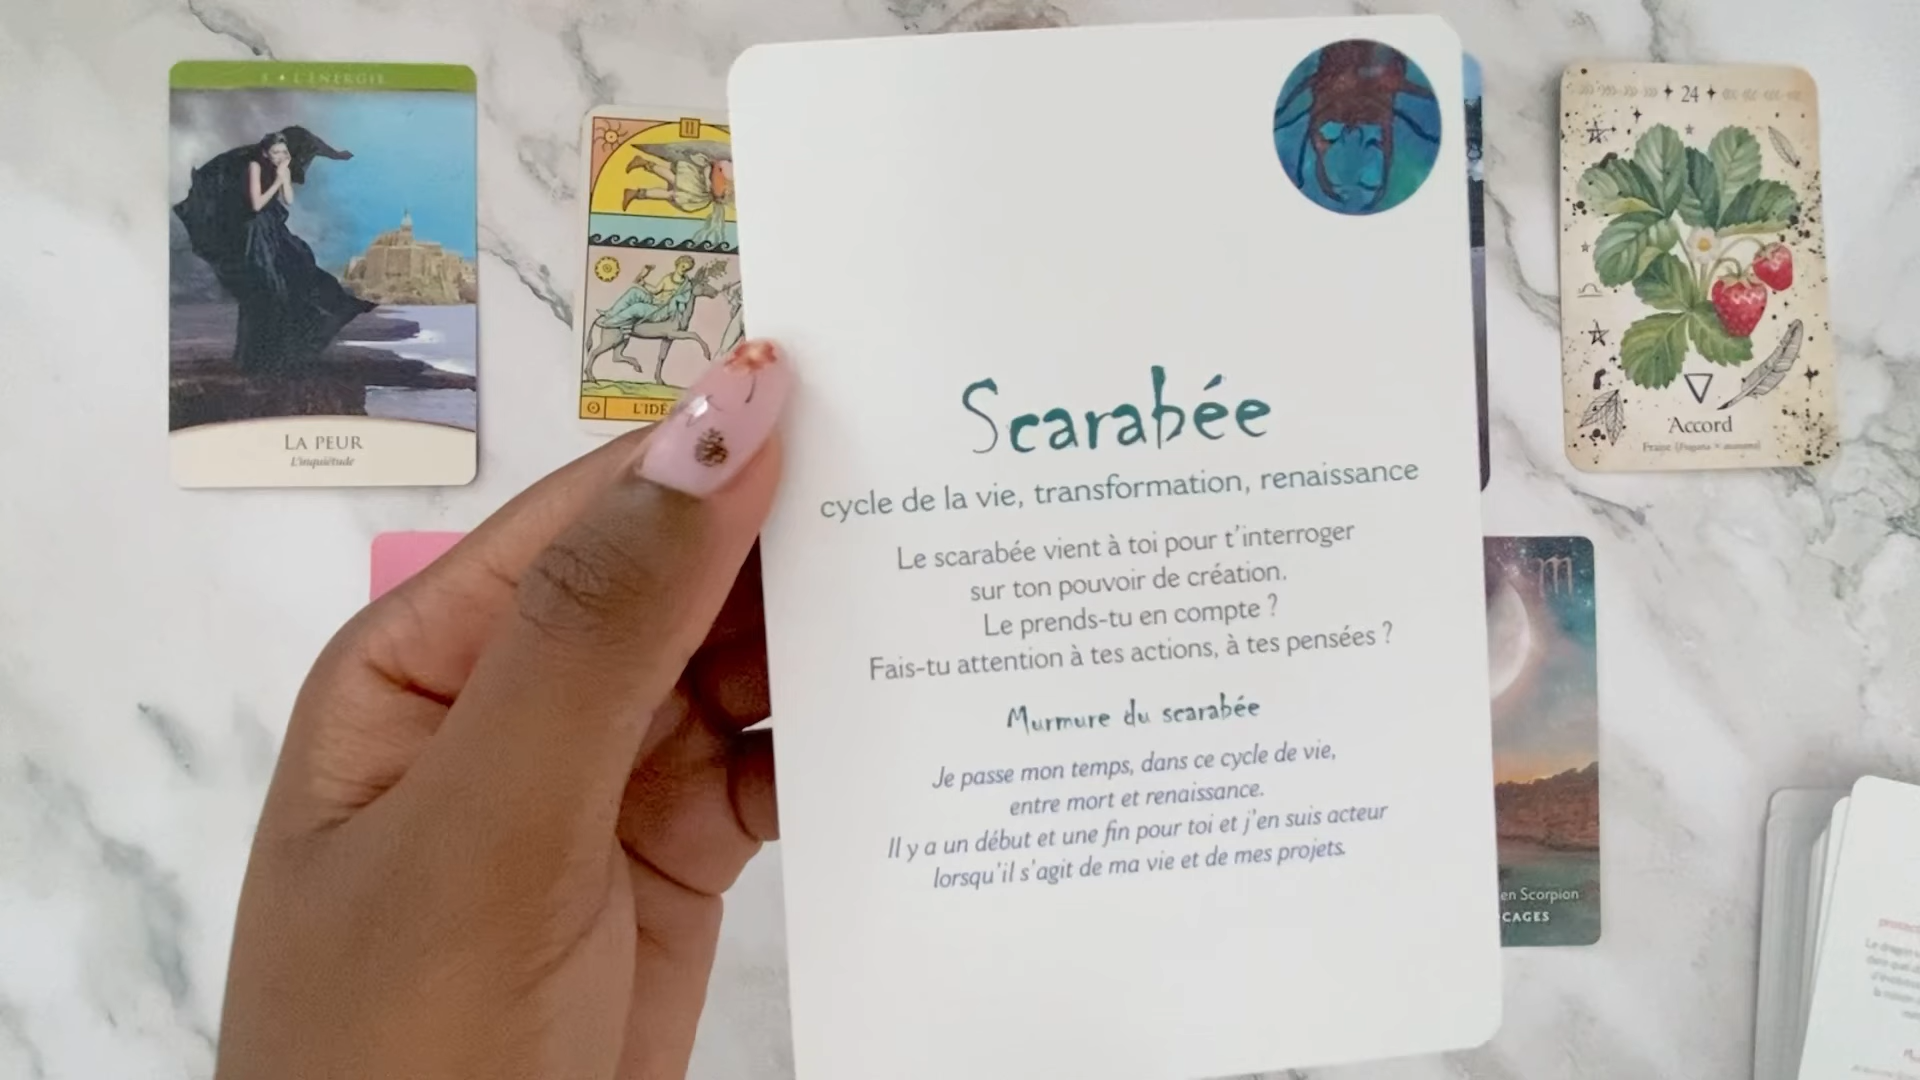 L'ÉNERGIE
LA PEUR
L'inquiétude
II
L'IDÉ
Scarabée
cycle de la vie, transformation, renaissance
Le scarabée vient à toi pour t'interroger
sur ton pouvoir de création.
Le prends-tu en compte ?
Fais-tu attention à tes actions, à tes pensées ?
Murmure du scarabée
Je passe mon temps, dans ce cycle de vie,
entre mort et renaissance.
Il y a un début et une fin pour toi et j'en suis acteur
lorsqu'il s'agit de ma vie et de mes projets.
24
Accord
en Scorpion
CAGES